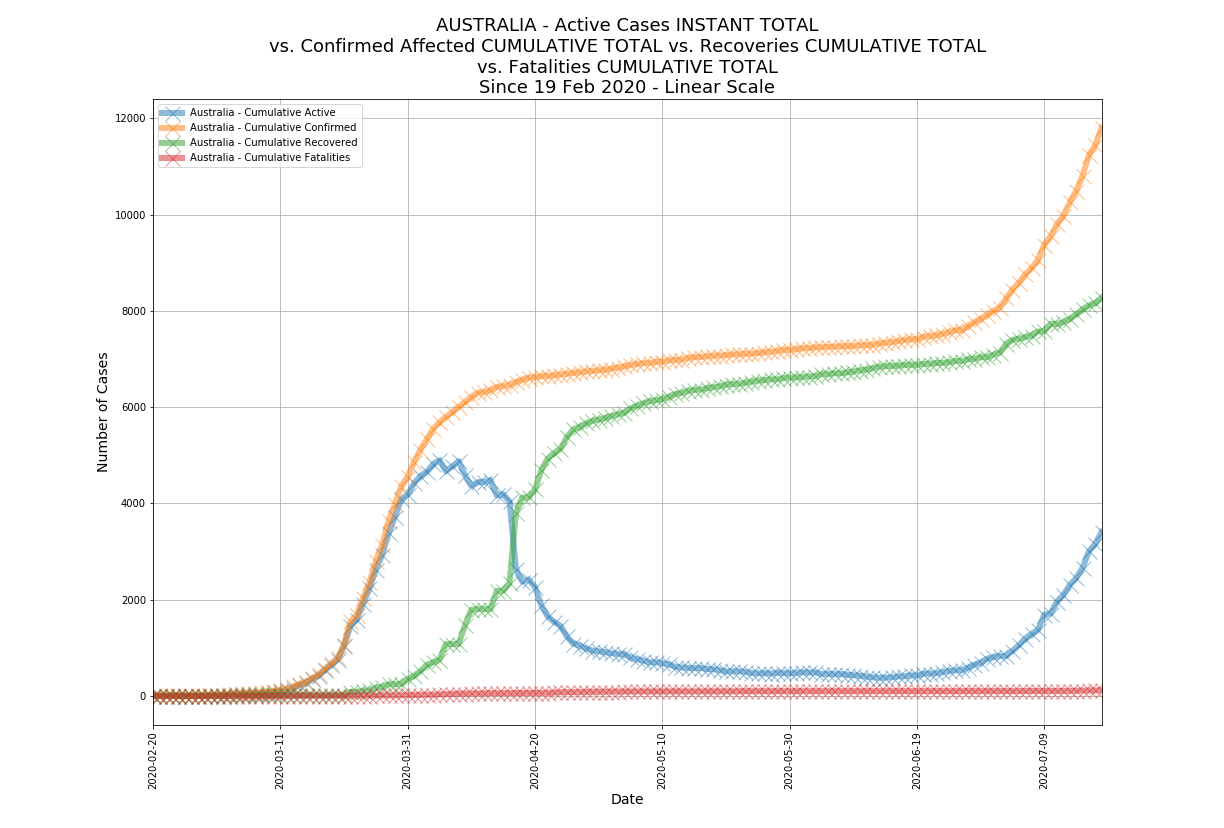 AUSTRALIA - Active Cases INSTANT TOTAL
vs. Confirmed Affected CUMULATIVE TOTAL vs. Recoveries CUMULATIVE TOTAL
vs. Fatalities CUMULATIVE TOTAL
Since 19 Feb 2020 - Linear Scale
Australia - Cumulative Active
Australia - Cumulative Confirmed
Australia - Cumulative Recovered
Australia - Cumulative Fatalities
12000
10000
8000
6000
4000
2000
0
Number of Cases
2020-02-20
2020-03-11
2020-03-31
2020-04-20
2020-05-10
2020-05-30
2020-06-19
2020-07-09
Date